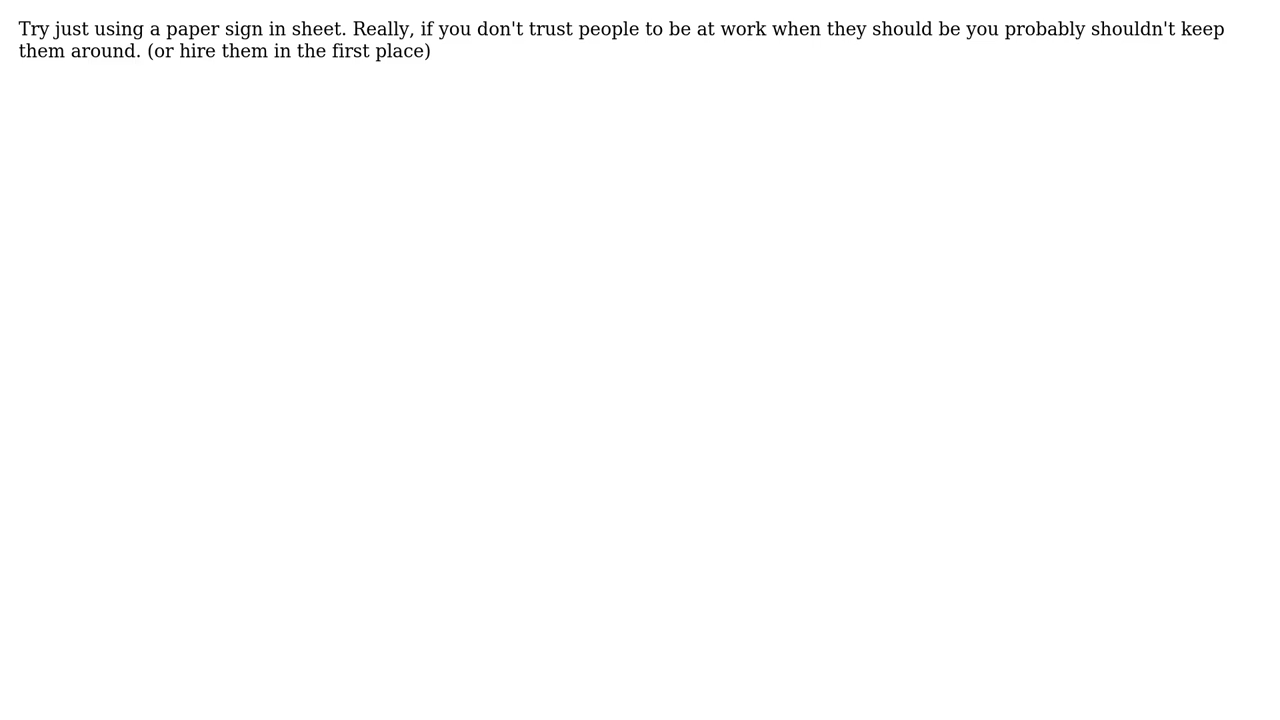 Try just using a paper sign in sheet. Really, if you don't trust people to be at work when they should be you probably shouldn't keep
them around. (or hire them in the first place)